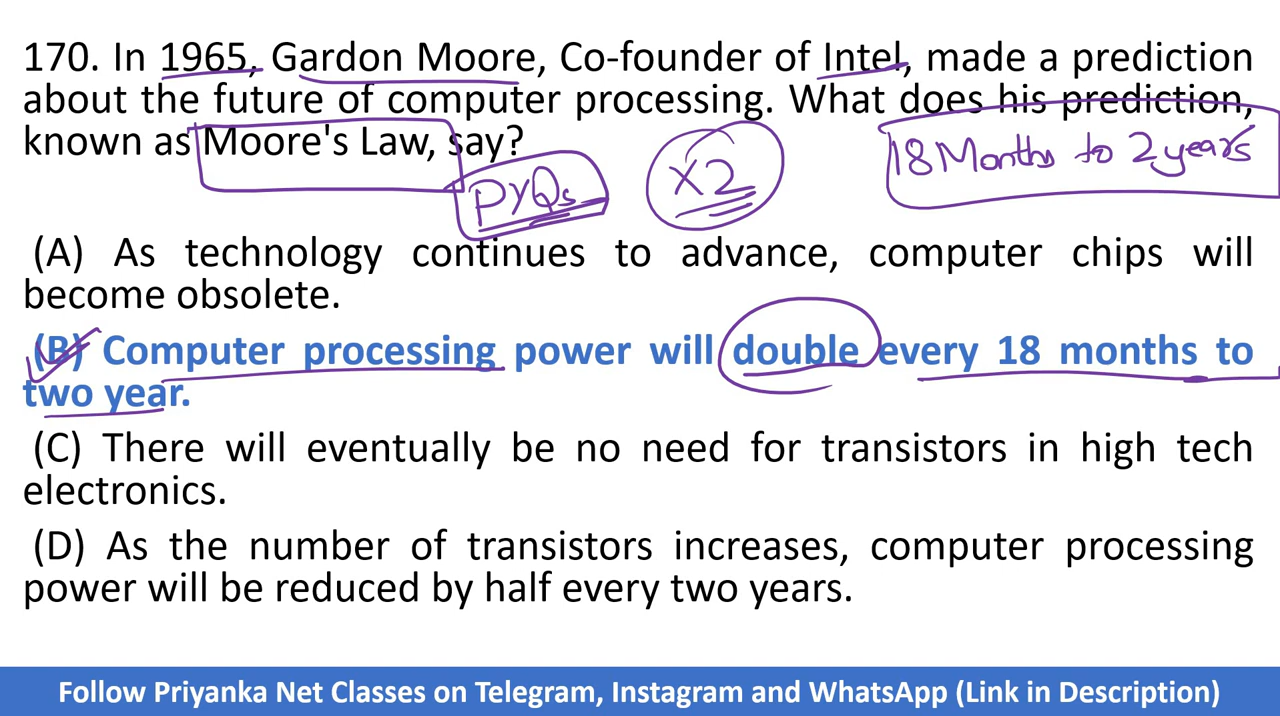 170. In 1965, Gardon Moore, Co-founder of Intel, made a prediction
about the future of computer processing. What does his prediction,
known as Moore's Law, say?
18 Months to 2 years
PYQs
X2
(A) As technology continues to advance, computer chips will
become obsolete.
(B) Computer processing power will double every 18 months to
two year.
(C) There will eventually be no need for transistors in high tech
electronics.
(D) As the number of transistors increases, computer processing
power will be reduced by half every two years.
Follow Priyanka Net Classes on Telegram, Instagram and WhatsApp (Link in Description)